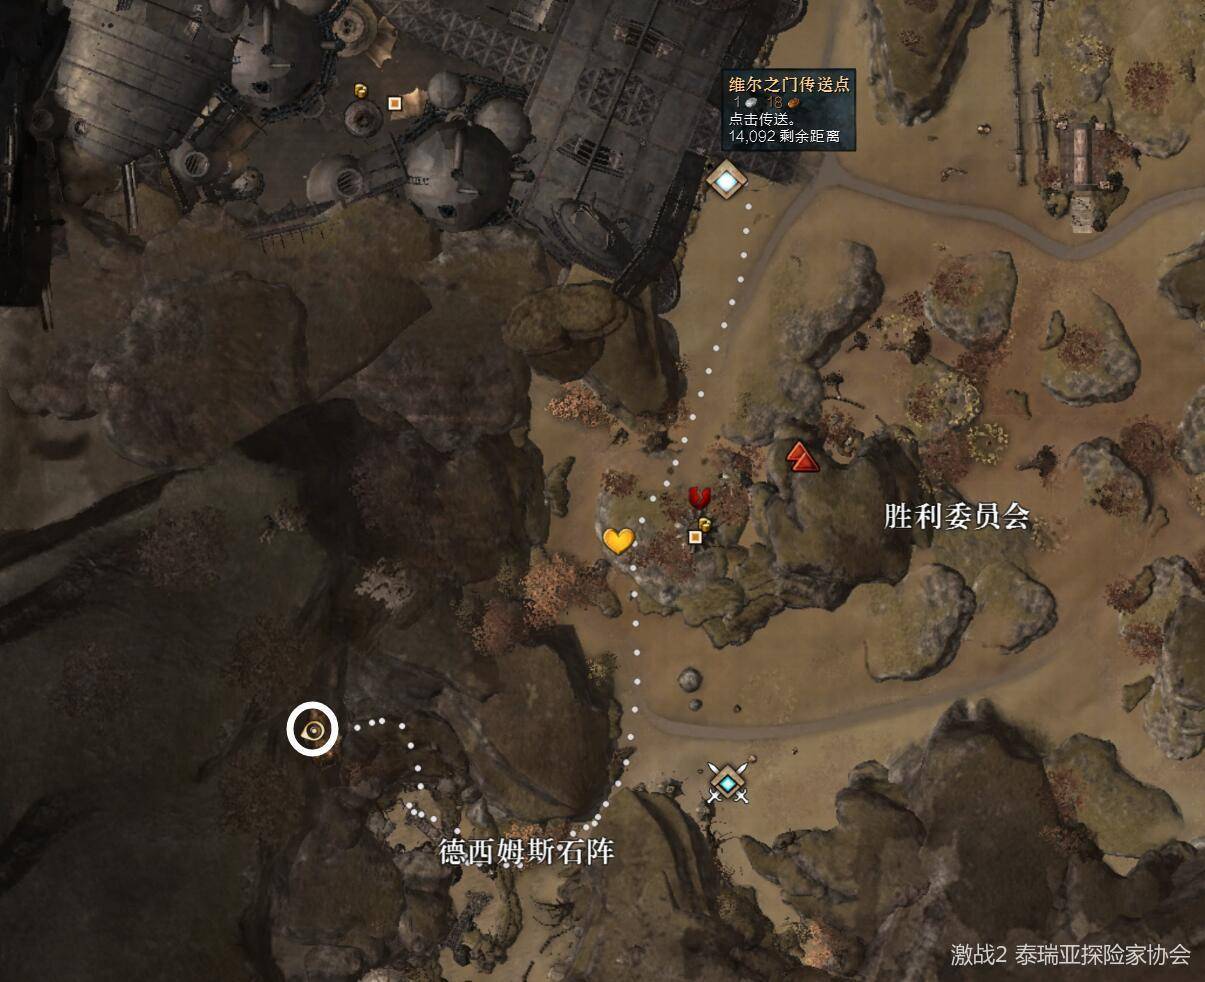 维尔之门传送点
1 18
点击传送。
14,092 剩余距离
胜利委员会
德西姆斯石阵
激战2 泰瑞亚探险家协会